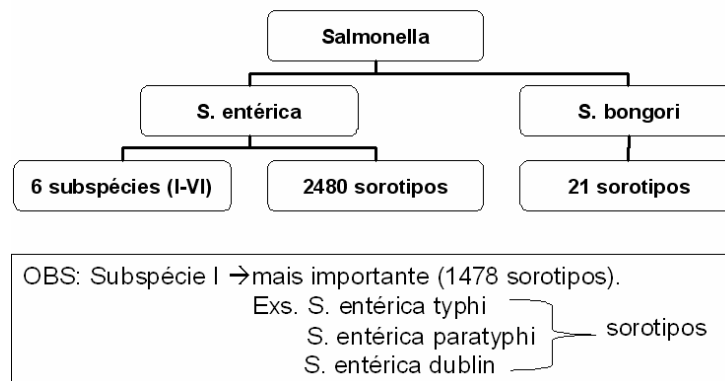 Salmonella
S. entérica
S. bongori
6 subspécies (I-VI)
2480 sorotipos
21 sorotipos
OBS: Subspécie I →mais importante (1478 sorotipos).
Exs. S. entérica typhi
S. entérica paratyphi
sorotipos
S. entérica dublin